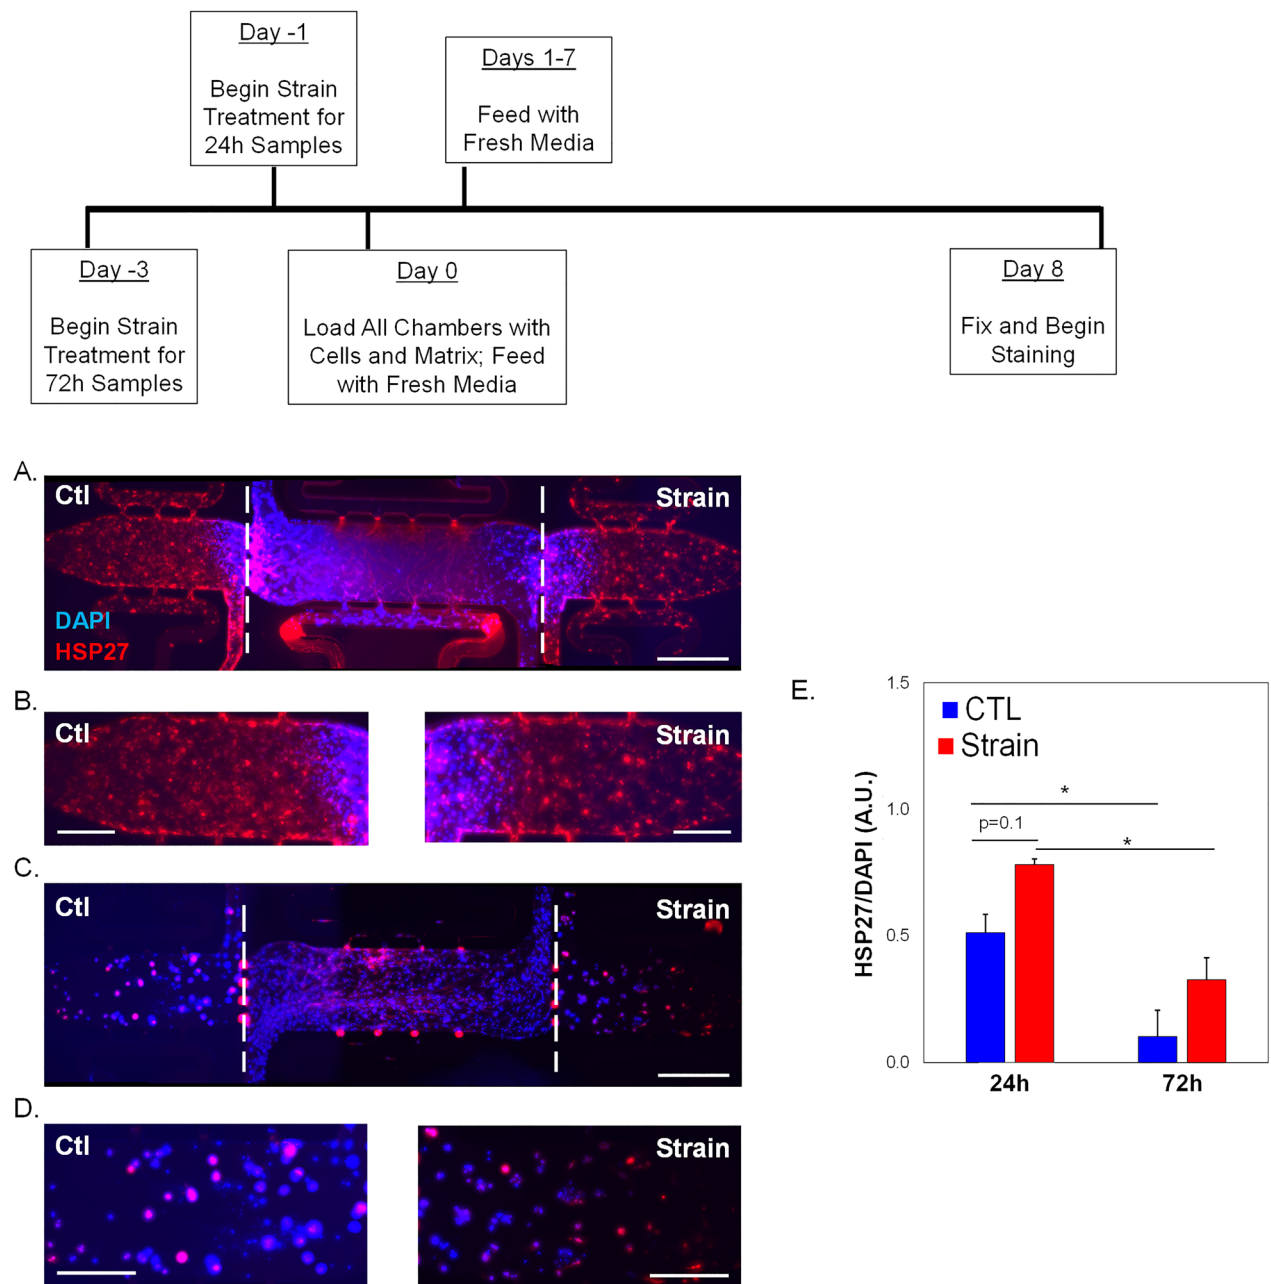 Day -1
Begin Strain
Treatment for
24h Samples
Days 1-7
Feed with
Fresh Media
Day -3
Begin Strain
Treatment for
72h Samples
Day 0
Load All Chambers with
Cells and Matrix; Feed
with Fresh Media
Day 8
Fix and Begin
Staining
A.
Ctl
Strain
DAPI
HSP27
B.
Ctl
Strain
C.
Ctl
Strain
D.
Ctl
Strain
E.
HSP27/DAPI (A.U.)
1.5
1.0
0.5
0.0
CTL
Strain
*
p=0.1
*
24h
72h